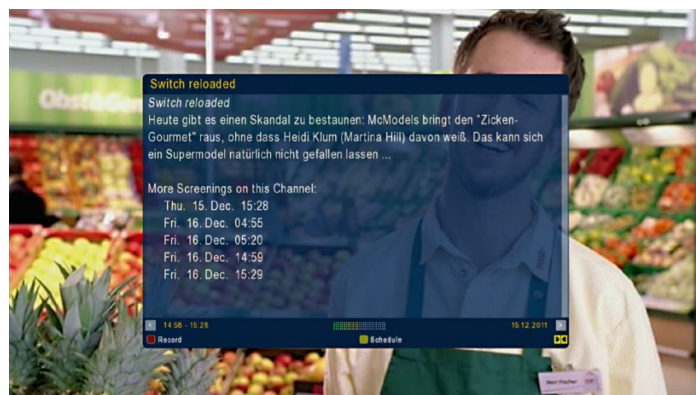 Obst & Gem
Switch reloaded
Switch reloaded
Heute gibt es einen Skandal zu bestaunen: McModels bringt den "Zicken-
Gourmet" raus, ohne dass Heidi Klum (Martina Hill) davon weiß. Das kann sich
ein Supermodel natürlich nicht gefallen lassen ...
More Screenings on this Channel:
Thu. 15. Dec. 15:28
Fri. 16. Dec. 04:55
Fri. 16. Dec. 05:20
Fri. 16. Dec. 14:59
Fri. 16. Dec. 15:29
< 14:58 - 15:28 15.12.2011 >
Record Schedule